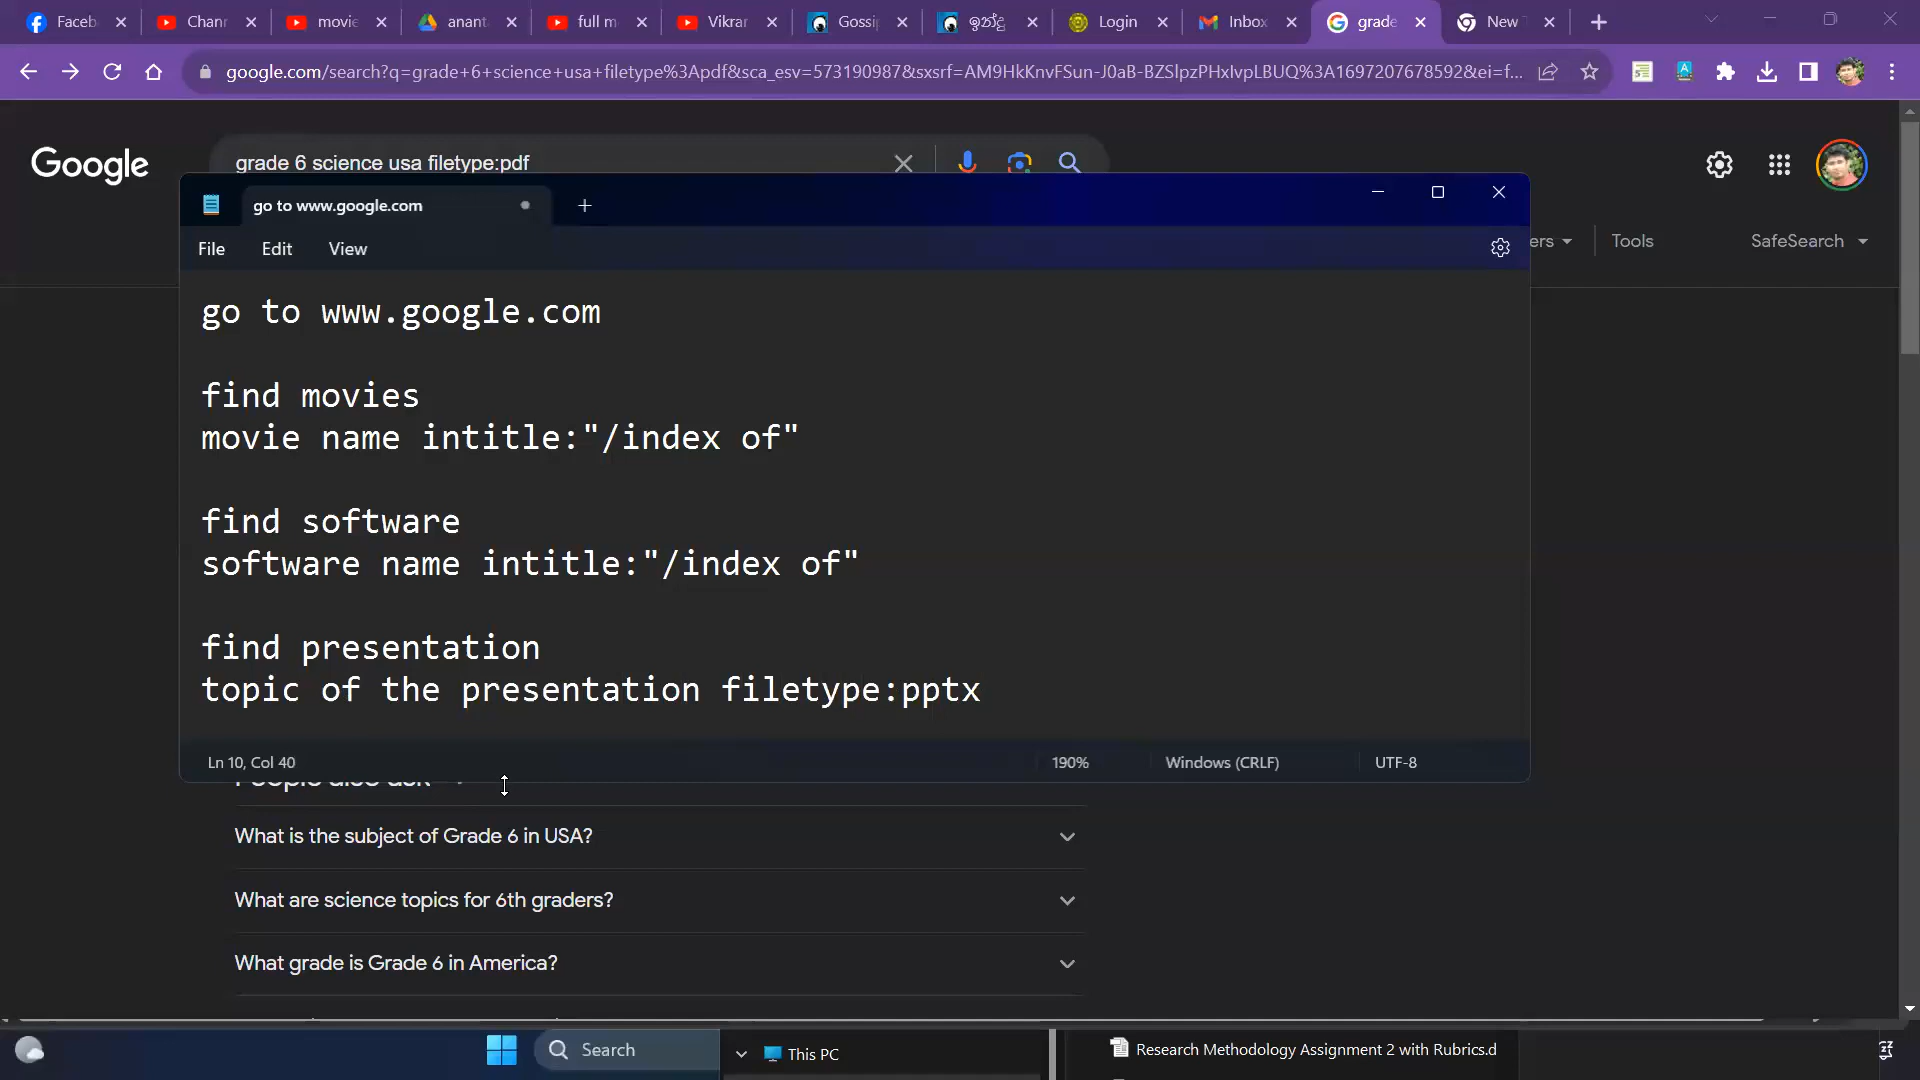 Faceb
Chanr
movie
anant
full m
Vikrar
Gossip
ඉන්දු
Login
Inbox
grade
New
google.com/search?q=grade+6+science+usa+filetype%3Apdf&sca_esv=573190987&sxsrf=AM9HkKnvFSun-J0aB-BZSlpzPHxIvpLBUQ%3A1697207678592&ei=f...
Google
grade 6 science usa filetype:pdf
go to www.google.com
File Edit View
ers
Tools
SafeSearch
go to www.google.com
find movies
movie name intitle:"/index of"
find software
software name intitle:"/index of"
find presentation
topic of the presentation filetype:pptx
Ln 10, Col 40
190%
Windows (CRLF)
UTF-8
What is the subject of Grade 6 in USA?
What are science topics for 6th graders?
What grade is Grade 6 in America?
Search
This PC
Research Methodology Assignment 2 with Rubrics.d